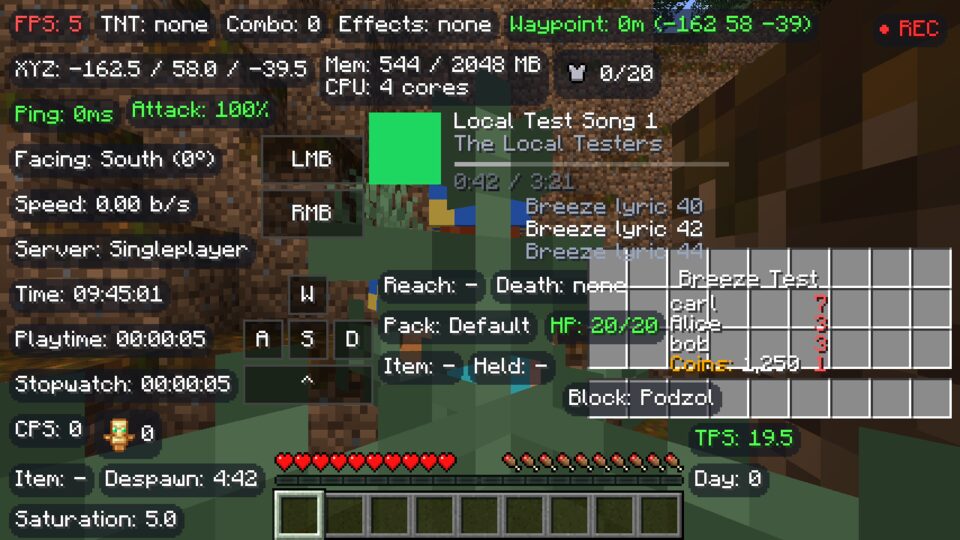 FPS: 5 TNT: none Combo: 0 Effects: none Waypoint: 0m (-162 58 -39)
REC
XYZ: -162.5 / 58.0 / -39.5
Mem: 544 / 2048 MB
CPU: 4 cores
0/20
Ping: 0ms
Attack: 100%
Local Test Song 1
The Local Testers
0:42 / 3:21
Facing: South (0°)
LMB
Speed: 0.00 b/s
RMB
Breeze lyric 40
Breeze lyric 42
Breeze lyric 44
Server: Singleplayer
Time: 09:45:01
W
Reach: - Death: none
Breeze Test
carl 7
Alice 3
bob 3
Coins: 1,250 1
Playtime: 00:00:05
A S D
Pack: Default HP: 20/20
Stopwatch: 00:00:05
^
Item: - Held: -
Block: Podzol
CPS: 0
0
TPS: 19.5
Item: - Despawn: 4:42
Day: 0
Saturation: 5.0